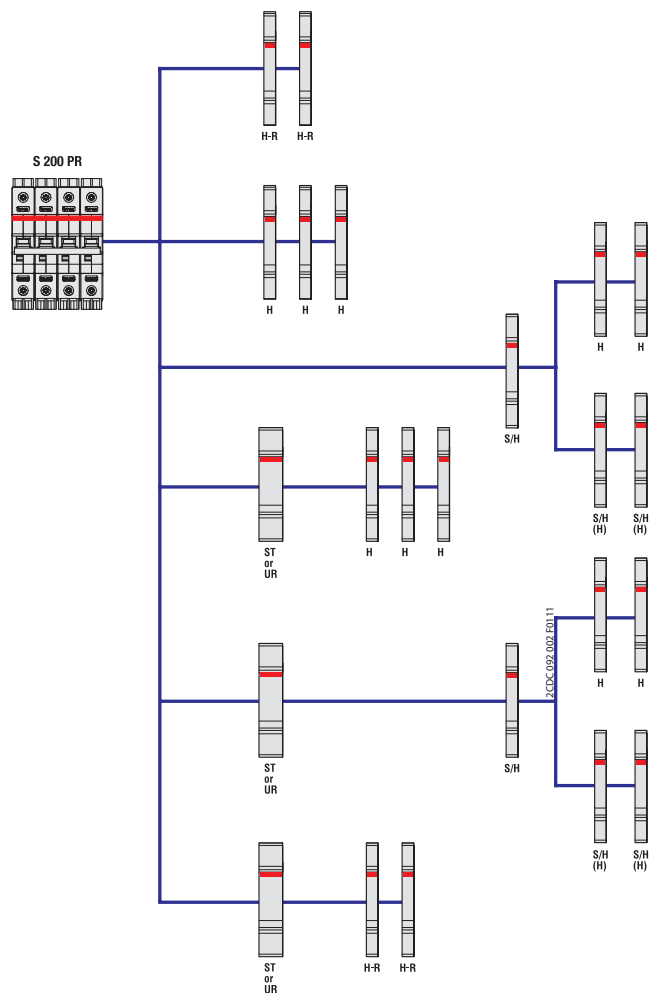 H-R H-R
S 200 PR
H H H
H H
S/H
S/H S/H
(H) (H)
ST
or
UR
H H H
2CDC 092 002 F0111
H H
ST
or
UR
S/H
S/H S/H
(H) (H)
ST
or
UR
H-R H-R